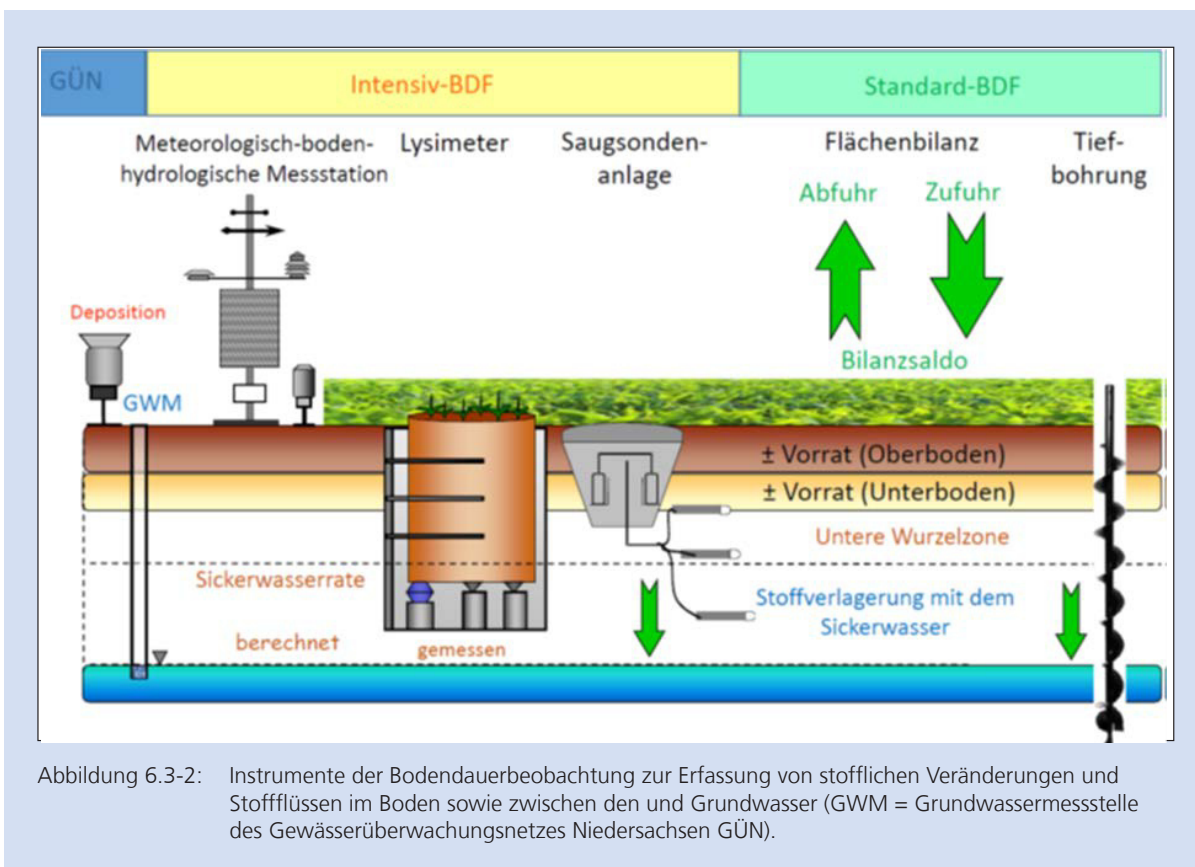 GÜN
Intensiv-BDF
Standard-BDF
Meteorologisch-boden-
hydrologische Messstation
Lysimeter
Saugsonden-
anlage
Flächenbilanz
Tief-
bohrung
Abfuhr
Zufuhr
Deposition
Bilanzsaldo
GWM
± Vorrat (Oberboden)
± Vorrat (Unterboden)
Untere Wurzelzone
Sickerwasserrate
Stoffverlagerung mit dem
Sickerwasser
berechnet
gemessen
Abbildung 6.3-2: Instrumente der Bodendauerbeobachtung zur Erfassung von stofflichen Veränderungen und
Stoffflüssen im Boden sowie zwischen den und Grundwasser (GWM = Grundwassermessstelle
des Gewässerüberwachungsnetzes Niedersachsen GÜN).